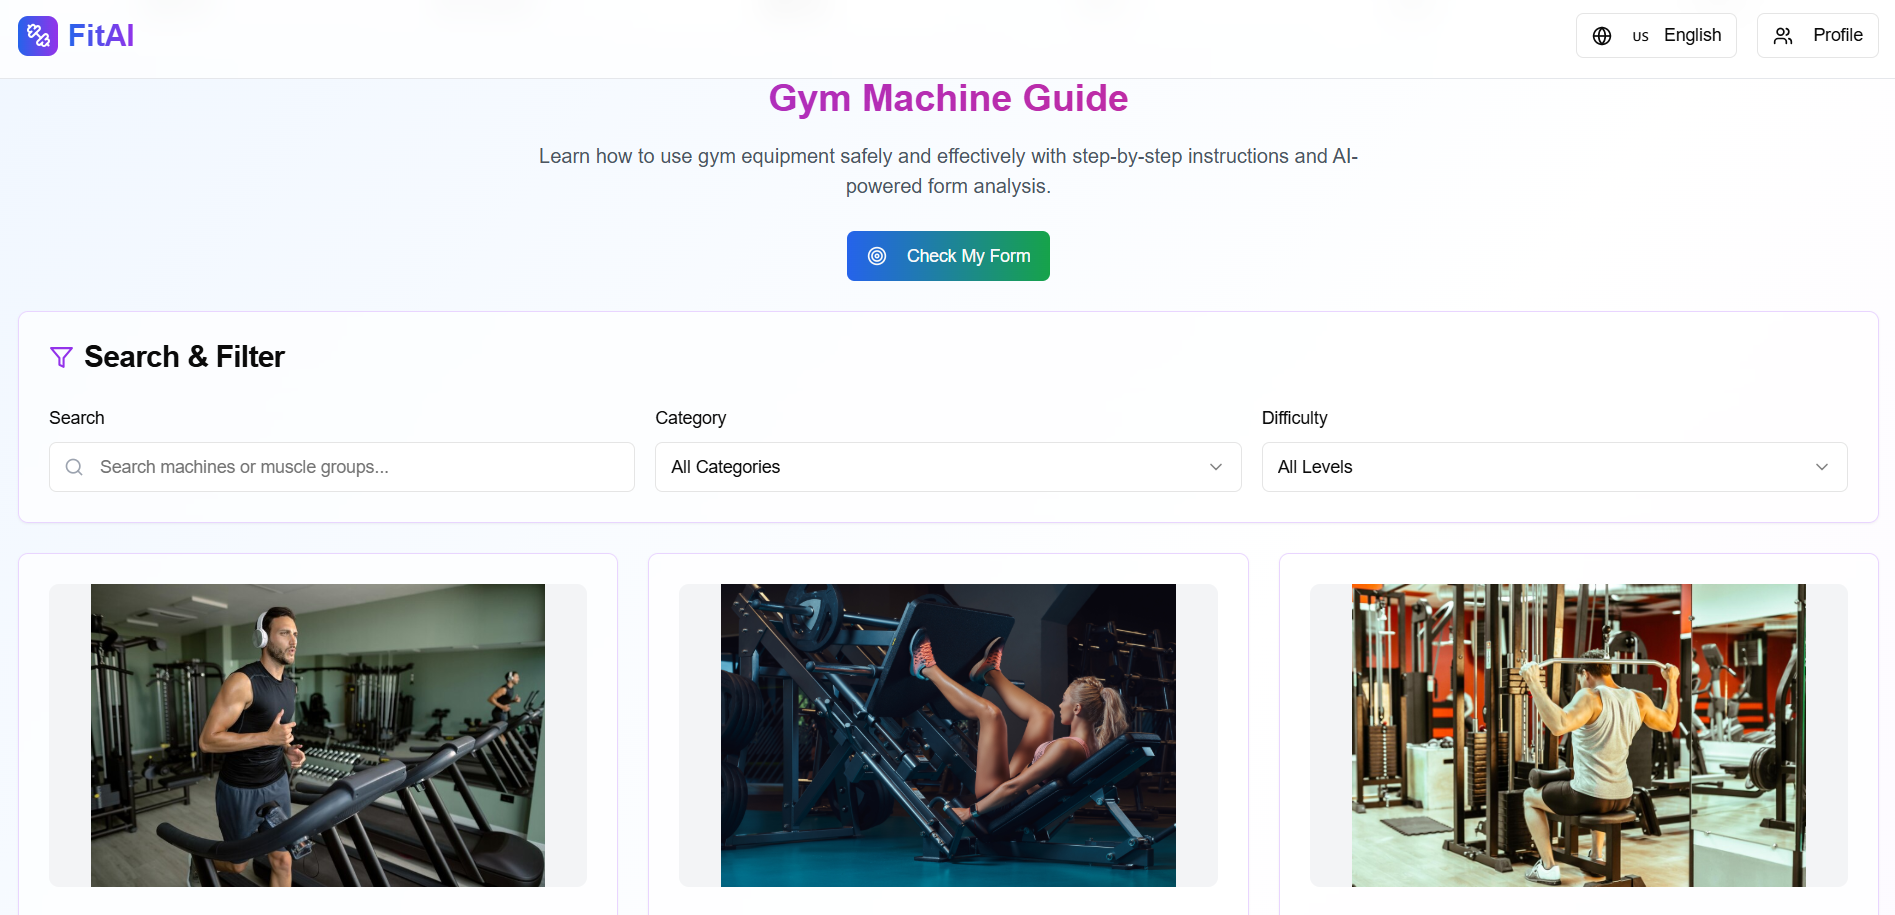 FitAI
US English
Profile
Gym Machine Guide
Learn how to use gym equipment safely and effectively with step-by-step instructions and AI-
powered form analysis.
Check My Form
Search & Filter
Search
Category
Difficulty
Search machines or muscle groups...
All Categories
All Levels